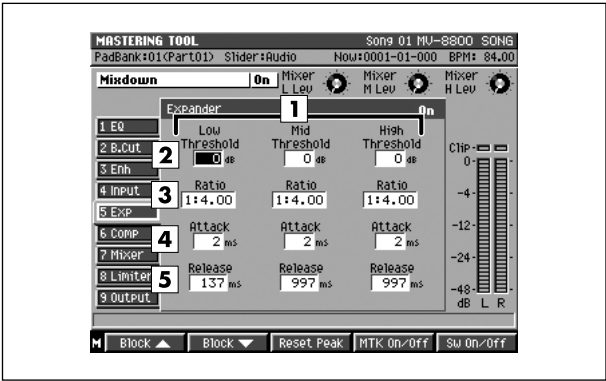 MASTERING TOOL Song 01 MV-8800 SONG
PadBank:01(Part01) Slider:Audio Now:0001-01-000 BPM: 84.00
Mixdown On Mixer L Lev Mixer M Lev Mixer H Lev
Expander On
1
1 EQ
2 B.Cut
3 Enh
4 Input
5 Exp
6 Comp
7 Mixer
8 Limiter
9 Output
Low Mid High
2 Threshold Threshold Threshold
0 dB 0 dB 0 dB
3 Ratio Ratio Ratio
1:4.00 1:4.00 1:4.00
4 Attack Attack Attack
2 ms 2 ms 2 ms
5 Release Release Release
137 ms 997 ms 997 ms
Clip
0
-4
-12
-24
-48
dB L R
M Block ▲ Block ▼ Reset Peak MTK On/Off Sw On/Off